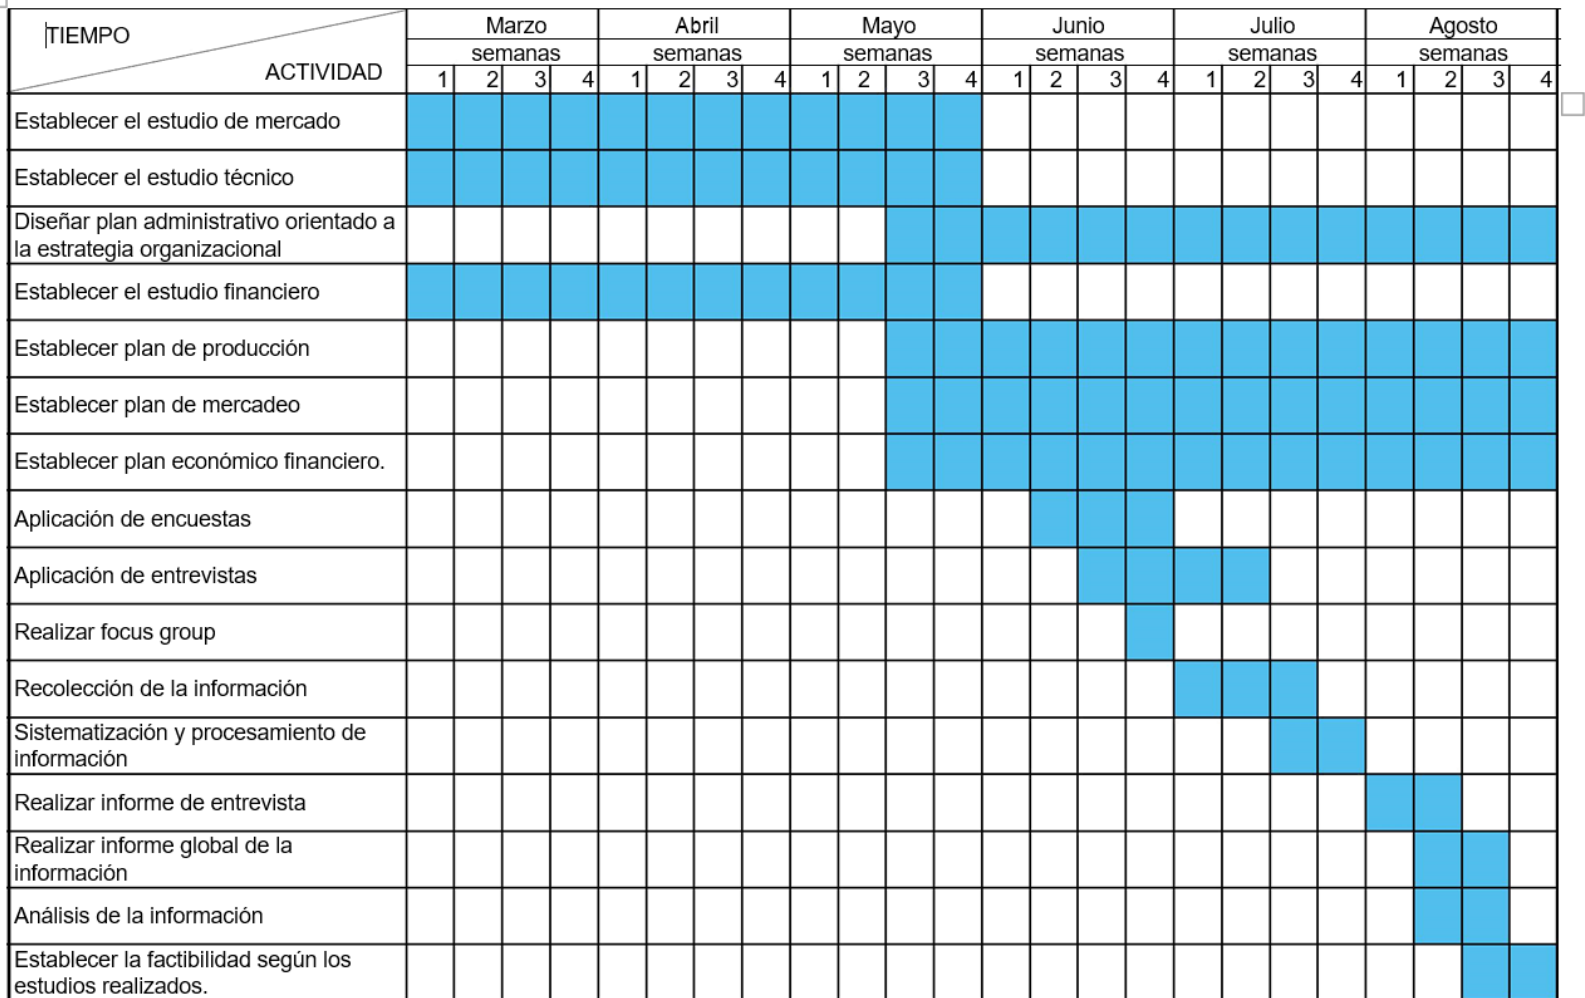 TIEMPO
ACTIVIDAD
Marzo Abril Mayo Junio Julio Agosto
semanas semanas semanas semanas semanas semanas
1 2 3 4 1 2 3 4 1 2 3 4 1 2 3 4 1 2 3 4 1 2 3 4
Establecer el estudio de mercado
Establecer el estudio técnico
Diseñar plan administrativo orientado a
la estrategia organizacional
Establecer el estudio financiero
Establecer plan de producción
Establecer plan de mercadeo
Establecer plan económico financiero.
Aplicación de encuestas
Aplicación de entrevistas
Realizar focus group
Recolección de la información
Sistematización y procesamiento de
información
Realizar informe de entrevista
Realizar informe global de la
información
Análisis de la información
Establecer la factibilidad según los
estudios realizados.